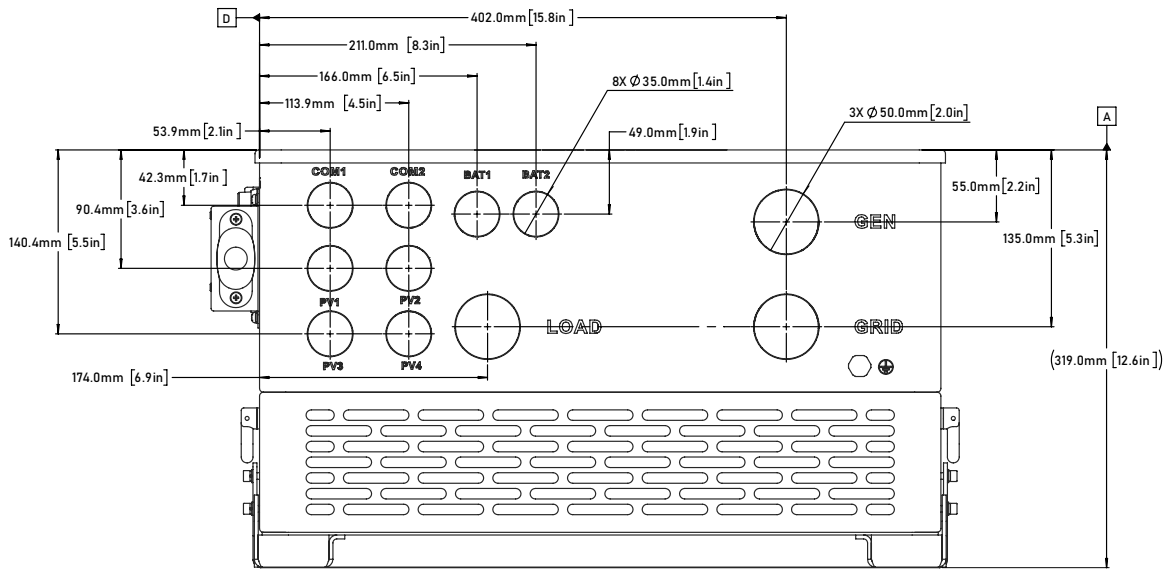 D
402.0mm [15.8in]
211.0mm [8.3in]
166.0mm [6.5in]
8X Ø 35.0mm [1.4in]
113.9mm [4.5in]
3X Ø 50.0mm [2.0in]
A
53.9mm [2.1in]
49.0mm [1.9in]
COM1 COM2 BAT1 BAT2
42.3mm [1.7in]
55.0mm [2.2in]
90.4mm [3.6in]
GEN
140.4mm [5.5in]
135.0mm [5.3in]
PV1 PV2
LOAD GRID
(319.0mm [12.6in])
PV3 PV4
174.0mm [6.9in]